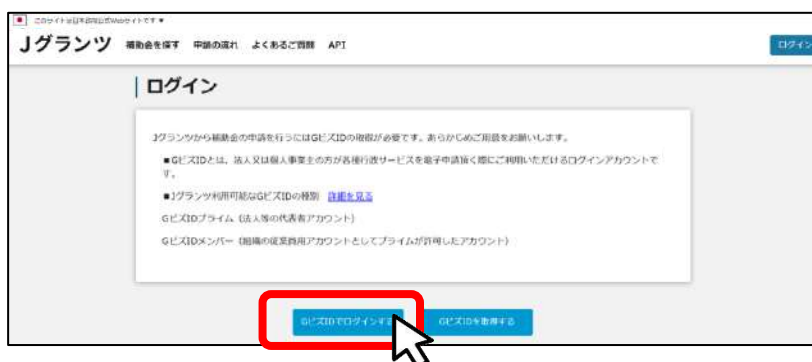 このサイトは日本政府公式Webサイトです ▼
Jグランツ 補助金を探す 申請の流れ よくあるご質問 API ログイン
ログイン
Jグランツから補助金の申請を行うにはGビズIDの取得が必要です。あらかじめご用意をお願いします。
■GビズIDとは、法人又は個人事業主の方が各種行政サービスを電子申請頂く際にご利用いただけるログインアカウントで
す。
■Jグランツ利用可能なGビズIDの種別 詳細を見る
GビズIDプライム（法人等の代表者アカウント）
GビズIDメンバー（組織の従業員用アカウントとしてプライムが許可したアカウント）
GビズIDでログインする GビズIDを取得する